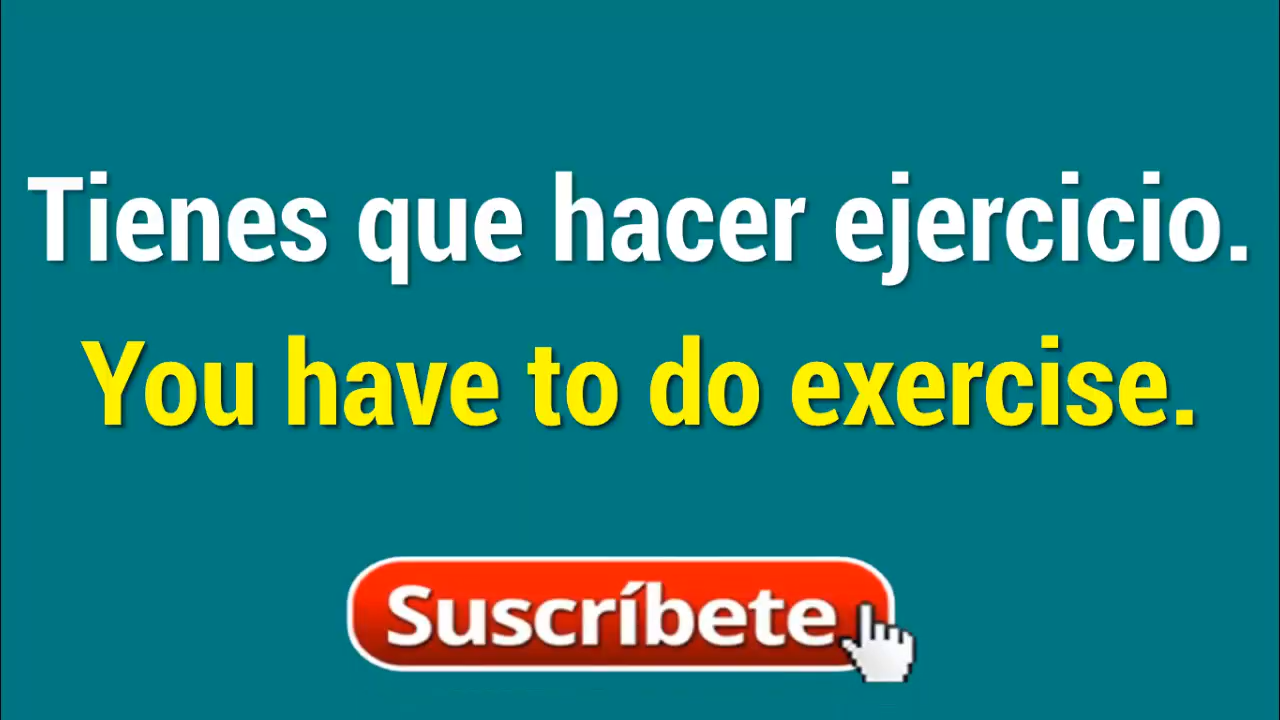 Tienes que hacer ejercicio.
You have to do exercise.
Suscríbete